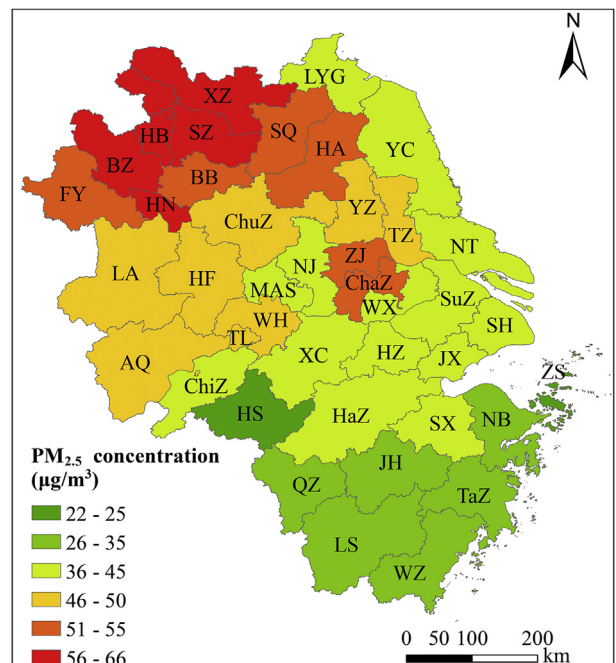 N
LYG
XZ
SQ
HB
SZ
HA
YC
BZ
BB
FY
HN
YZ
ChuZ
TZ
NT
ZJ
NJ
LA
HF
MAS
ChaZ
WX
SuZ
WH
SH
TL
XC
HZ
JX
AQ
ZS
ChiZ
HS
HaZ
SX
NB
JH
QZ
TaZ
LS
WZ
PM2.5 concentration
(μg/m³)
22 - 25
26 - 35
36 - 45
46 - 50
51 - 55
56 - 66
0 50 100 200
km